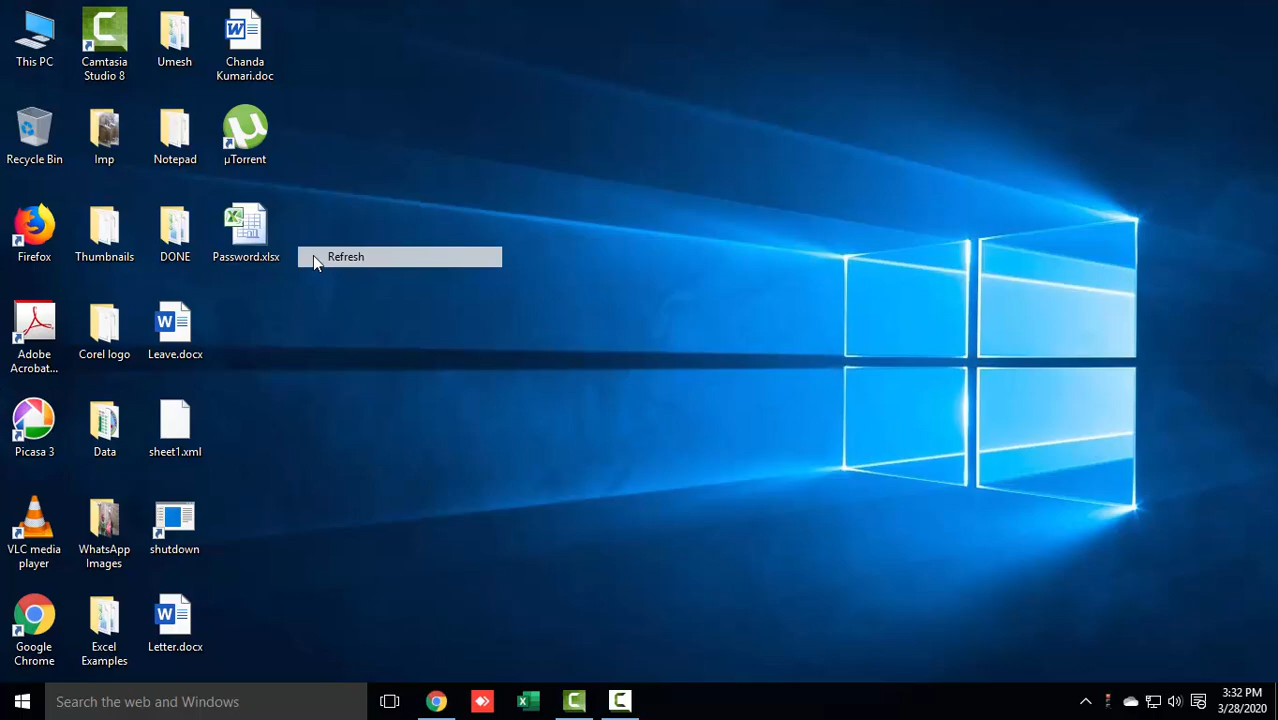 This PC
Camtasia
Studio 8
Umesh
Chanda
Kumari.doc
Recycle Bin
Imp
Notepad
µTorrent
Firefox
Thumbnails
DONE
Password.xlsx
Refresh
Adobe
Acrobat...
Corel logo
Leave.docx
Picasa 3
Data
sheet1.xml
VLC media
player
WhatsApp
Images
shutdown
Google
Chrome
Excel
Examples
Letter.docx
Search the web and Windows
3:32 PM
3/28/2020